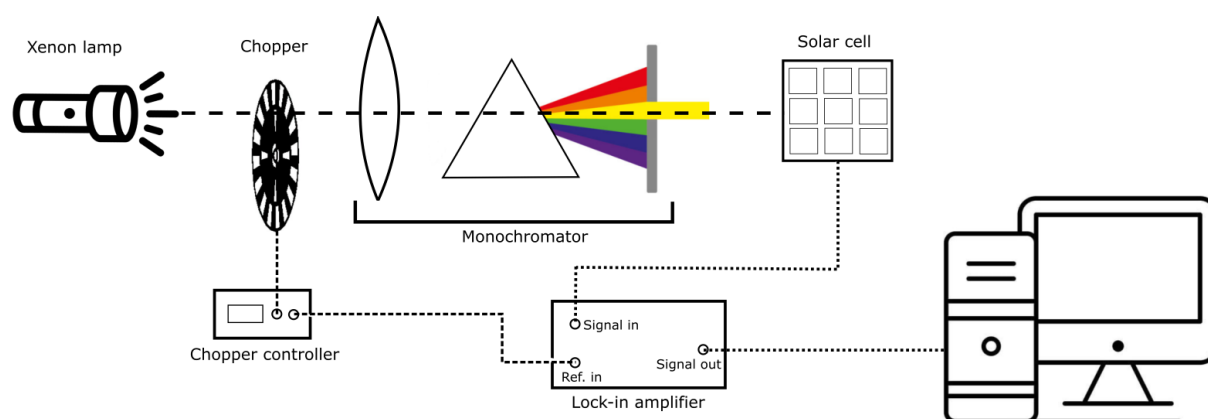 Xenon lamp
Chopper
Solar cell
Monochromator
Signal in
Chopper controller
Signal out
Ref. in
Lock-in amplifier